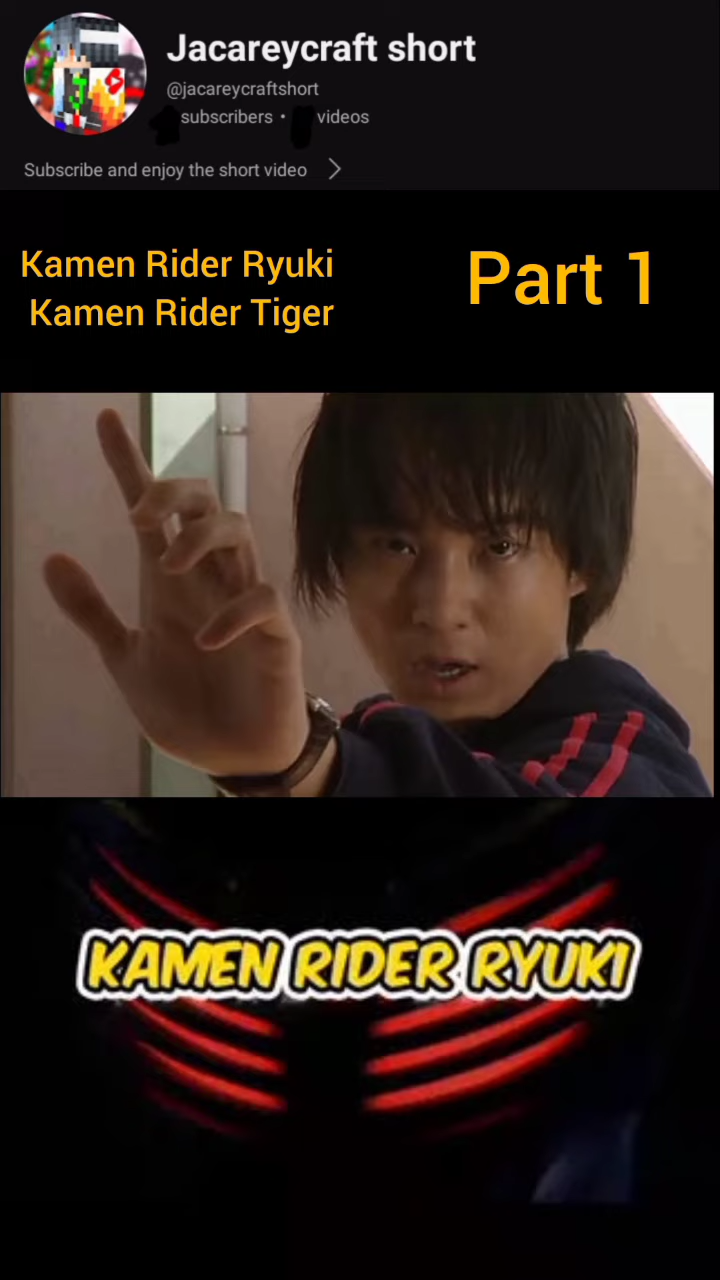 Jacareycraft short
@jacareycraftshort
subscribers • videos
Subscribe and enjoy the short video
Kamen Rider Ryuki
Kamen Rider Tiger
Part 1
KAMEN RIDER RYUKI